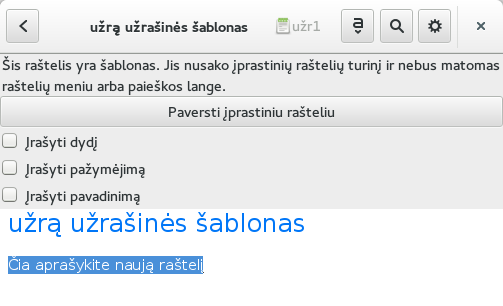 užrą užrašinės šablonas
užr1
a
Šis raštelis yra šablonas. Jis nusako įprastinių raštelių turinį ir nebus matomas
raštelių meniu arba paieškos lange.
Paversti įprastiniu rašteliu
Įrašyti dydį
Įrašyti pažymėjimą
Įrašyti pavadinimą
užrą užrašinės šablonas
Čia aprašykite naują raštelį